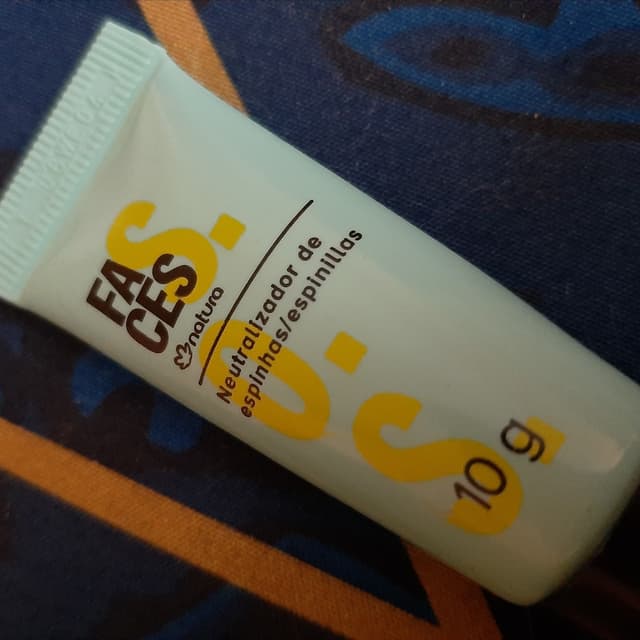 S.O.S.
FA
CES
natura
Neutralizador de
espinhas/espinillas
10 g